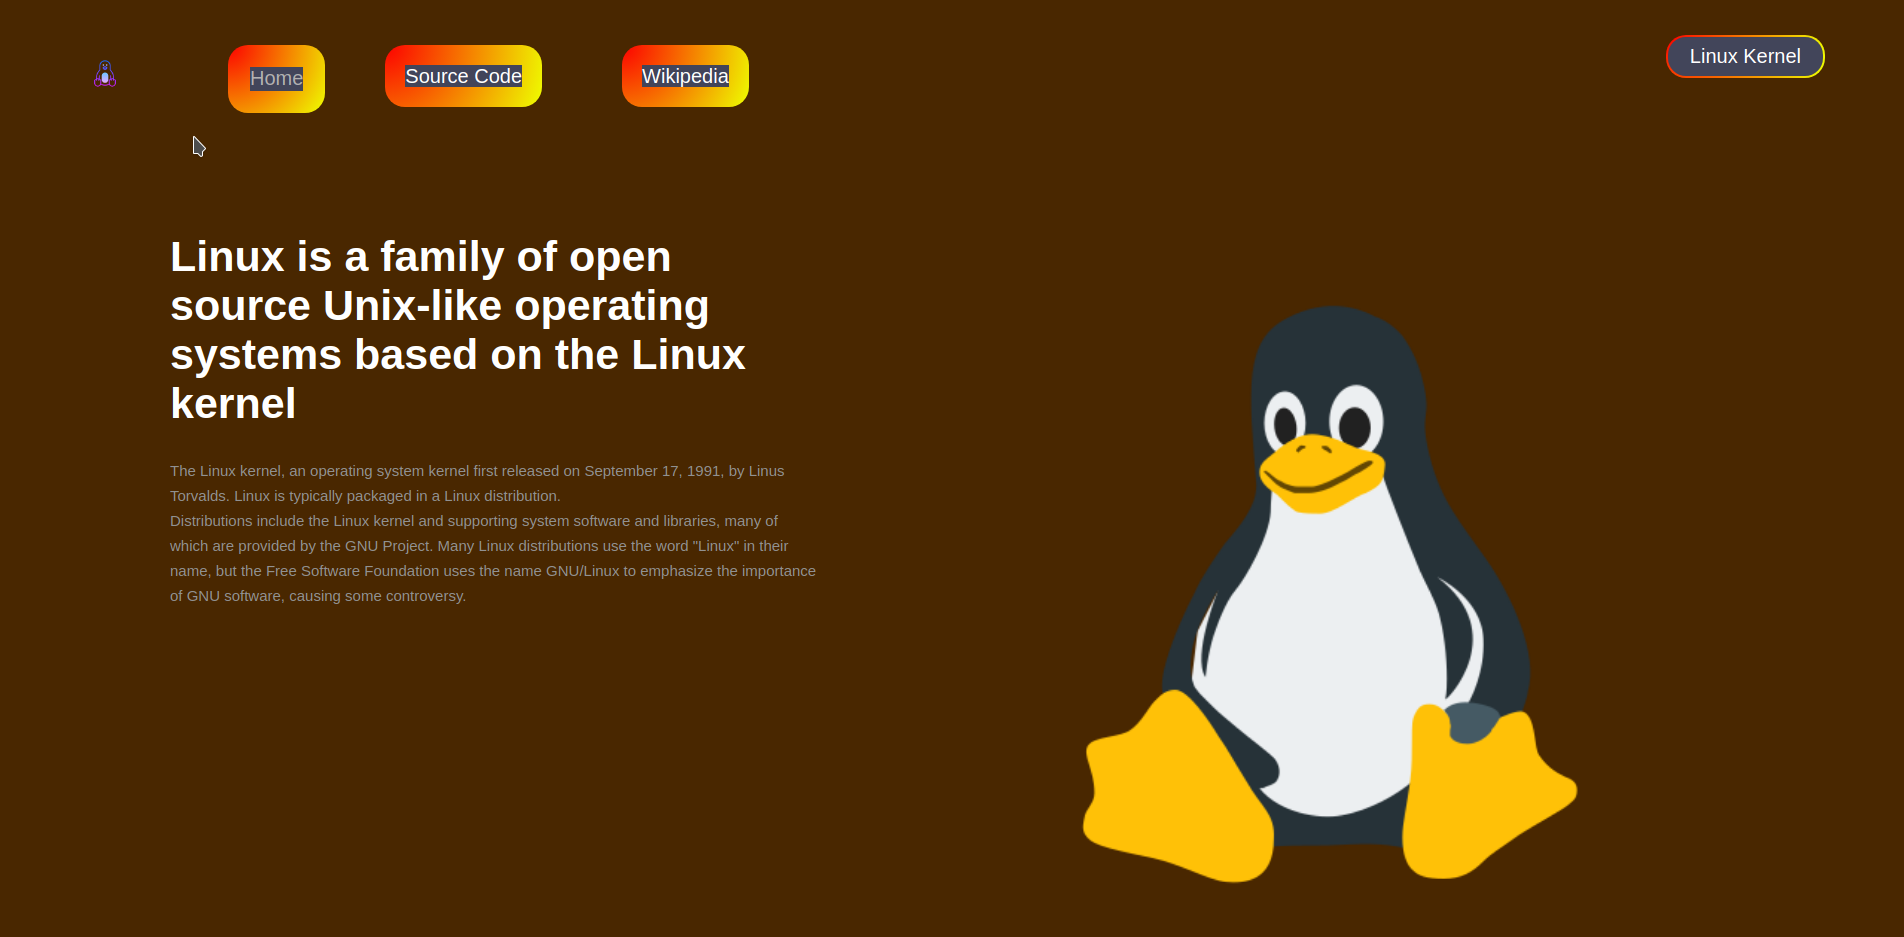 Home
Source Code
Wikipedia
Linux Kernel
Linux is a family of open
source Unix-like operating
systems based on the Linux
kernel
The Linux kernel, an operating system kernel first released on September 17, 1991, by Linus
Torvalds. Linux is typically packaged in a Linux distribution.
Distributions include the Linux kernel and supporting system software and libraries, many of
which are provided by the GNU Project. Many Linux distributions use the word "Linux" in their
name, but the Free Software Foundation uses the name GNU/Linux to emphasize the importance
of GNU software, causing some controversy.